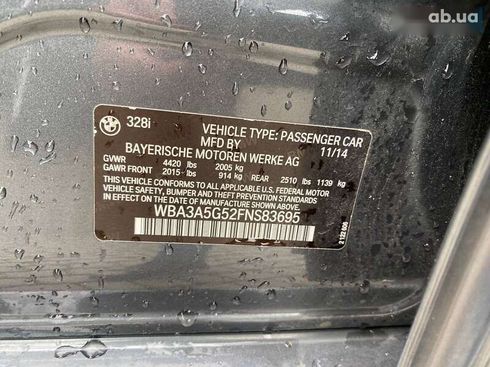 ab.ua
328i
VEHICLE TYPE: PASSENGER CAR
MFD BY 11/14
BAYERISCHE MOTOREN WERKE AG
GVWR 4420 lbs 2005 kg
GAWR FRONT 2015 lbs 914 kg REAR 2510 lbs 1139 kg
THIS VEHICLE CONFORMS TO ALL APPLICABLE U.S. FEDERAL MOTOR
VEHICLE SAFETY, BUMPER, AND THEFT PREVENTION STANDARDS
IN EFFECT ON THE DATE OF MANUFACTURE SHOWN ABOVE.
WBA3A5G52FNS83695